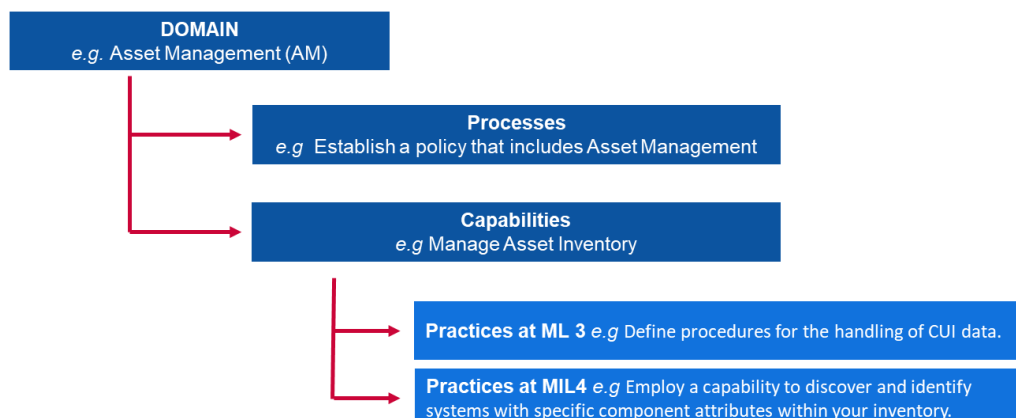 DOMAIN
e.g. Asset Management (AM)
Processes
e.g Establish a policy that includes Asset Management
Capabilities
e.g Manage Asset Inventory
Practices at ML 3 e.g Define procedures for the handling of CUI data.
Practices at MIL4 e.g Employ a capability to discover and identify
systems with specific component attributes within your inventory.